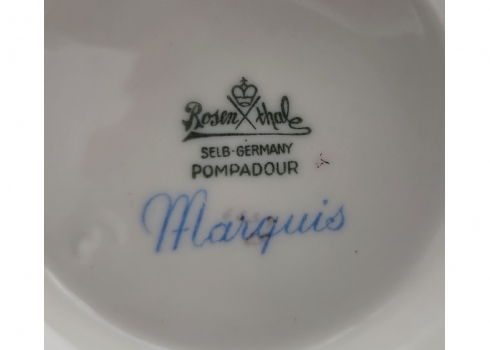 Rosenthal
SELB-GERMANY
POMPADOUR
Marquis